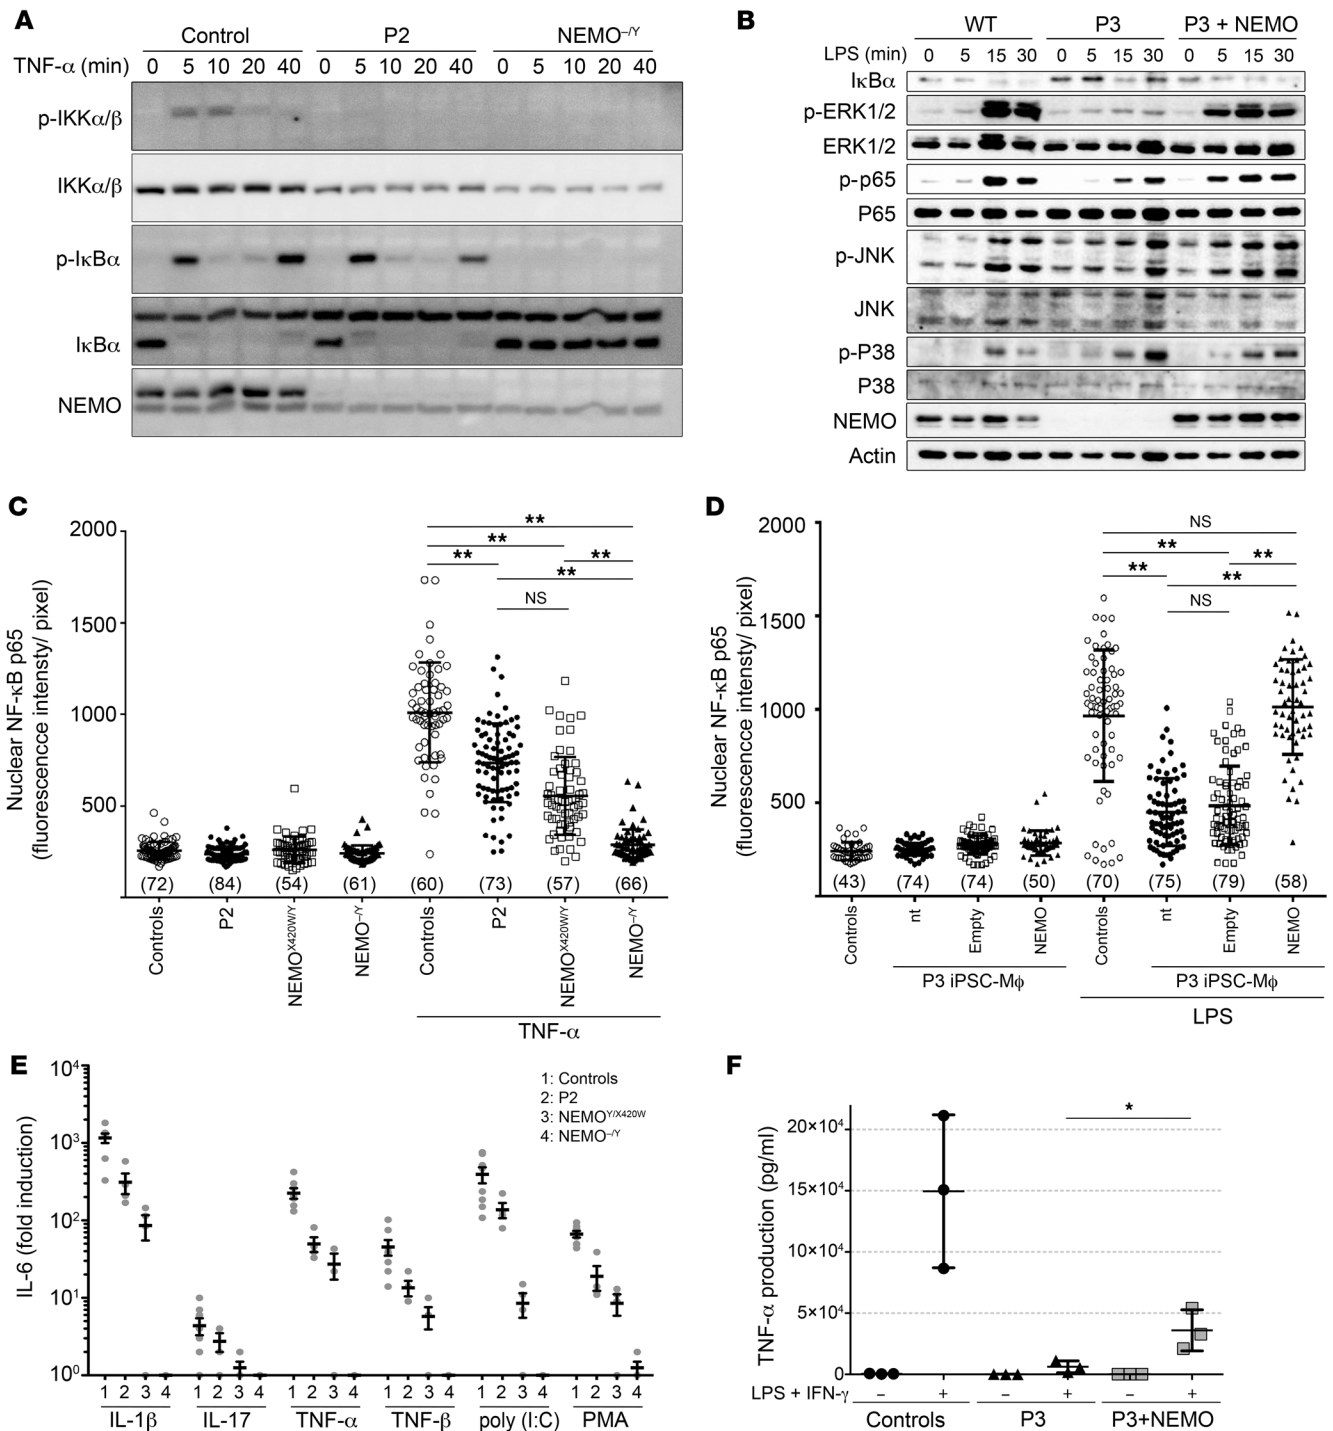 A
Control P2 NEMO–/Y
TNF-α (min) 0 5 10 20 40 0 5 10 20 40 0 5 10 20 40
p-IKKα/β
IKKα/β
p-IκBα
IκBα
NEMO
B
WT P3 P3 + NEMO
LPS (min) 0 5 15 30 0 5 15 30 0 5 15 30
IκBα
p-ERK1/2
ERK1/2
p-p65
P65
p-JNK
JNK
p-P38
P38
NEMO
Actin
C
Nuclear NF-κB p65
(fluorescence intensty/ pixel)
2000
1500
1000
500
** ** ** ** ** NS
(72) (84) (54) (61) (60) (73) (57) (66)
Controls P2 NEMOX420W/Y NEMO–/Y Controls P2 NEMOX420W/Y NEMO–/Y
TNF-α
D
Nuclear NF-κB p65
(fluorescencce intensty/ pixel)
2000
1500
1000
500
NS ** ** ** ** NS
(43) (74) (74) (50) (70) (75) (79) (58)
Controls nt Empty NEMO Controls nt Empty NEMO
P3 iPSC-Mϕ P3 iPSC-Mϕ
LPS
E
IL-6 (fold induction)
10⁴
10³
10²
10¹
10⁰
1: Controls
2: P2
3: NEMOY/X420W
4: NEMO–/Y
1 2 3 4 1 2 3 4 1 2 3 4 1 2 3 4 1 2 3 4 1 2 3 4
IL-1β IL-17 TNF-α TNF-β poly (I:C) PMA
F
TNF-α production (pg/ml)
20×10⁴
15×10⁴
10×10⁴
5×10⁴
0
*
LPS + IFN-γ – + – + – +
Controls P3 P3+NEMO